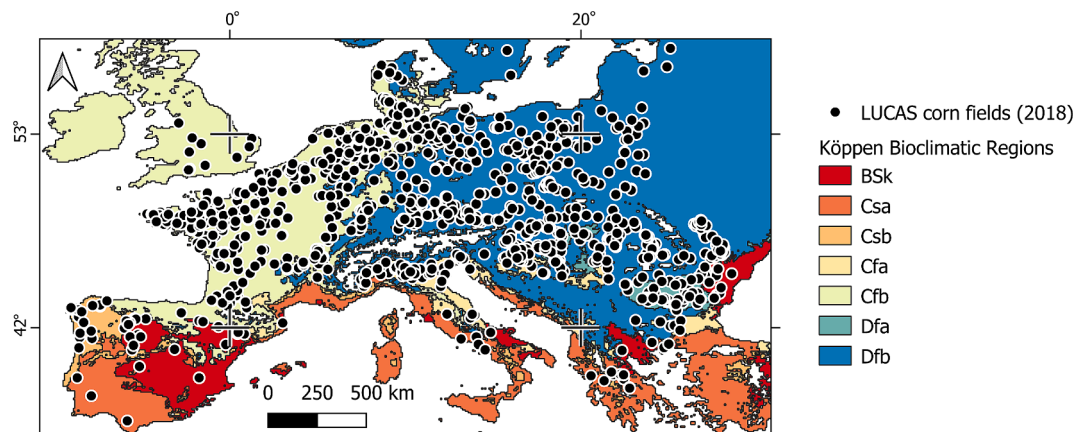 0° 20°
53°
42°
0 250 500 km
LUCAS corn fields (2018)
Köppen Bioclimatic Regions
BSk
Csa
Csb
Cfa
Cfb
Dfa
Dfb